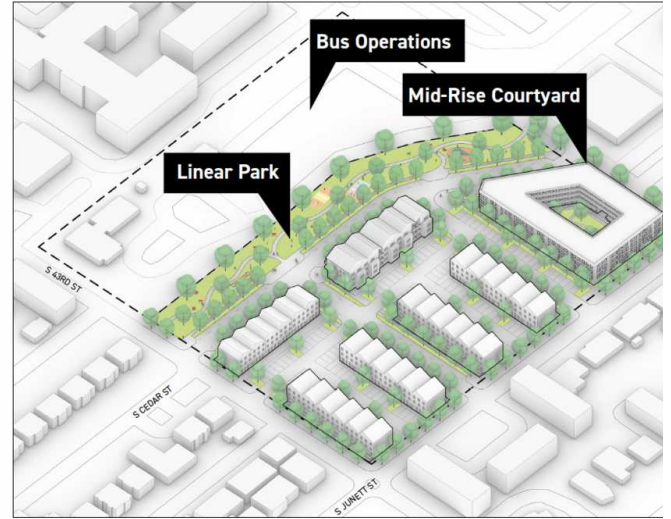 Bus Operations
Mid-Rise Courtyard
Linear Park
S 43RD ST
S CEDAR ST
S JUNETT ST